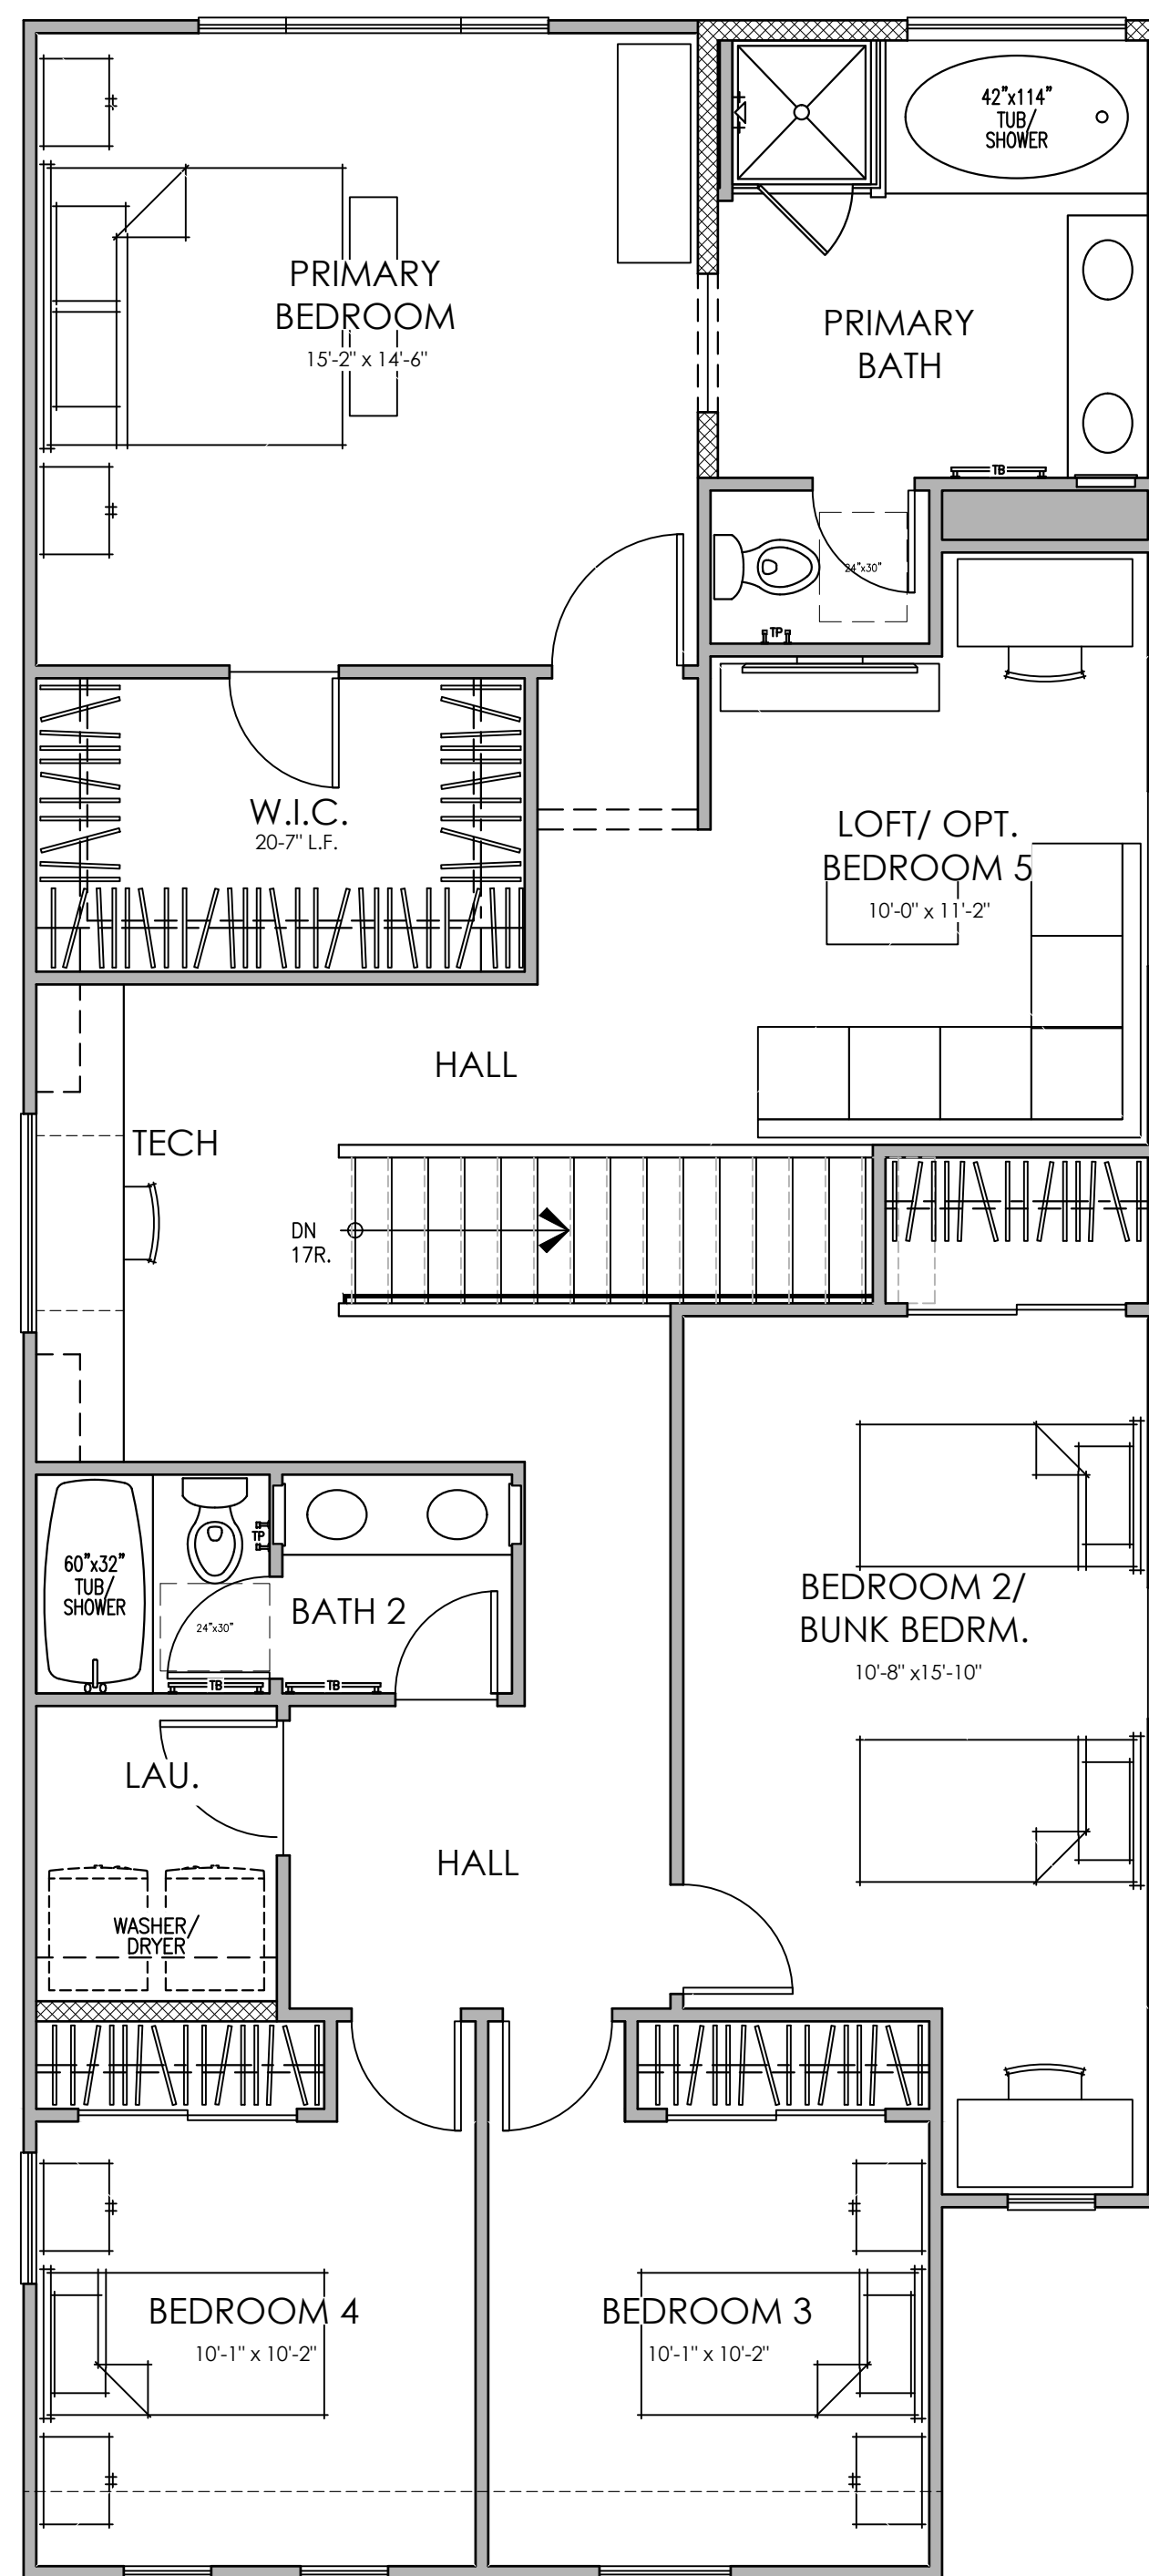 42"x114"
TUB/
SHOWER
PRIMARY
BEDROOM
15'-2" x 14'-6"
PRIMARY
BATH
TB
24"x30"
TP
W.I.C.
20-7" L.F.
LOFT/ OPT.
BEDROOM 5
10'-0" x 11'-2"
HALL
TECH
DN
17R.
60"x32"
TUB/
SHOWER
TP
24"x30"
BATH 2
TB
TB
BEDROOM 2/
BUNK BEDRM.
10'-8" x15'-10"
LAU.
HALL
WASHER/
DRYER
BEDROOM 4
10'-1" x 10'-2"
BEDROOM 3
10'-1" x 10'-2"